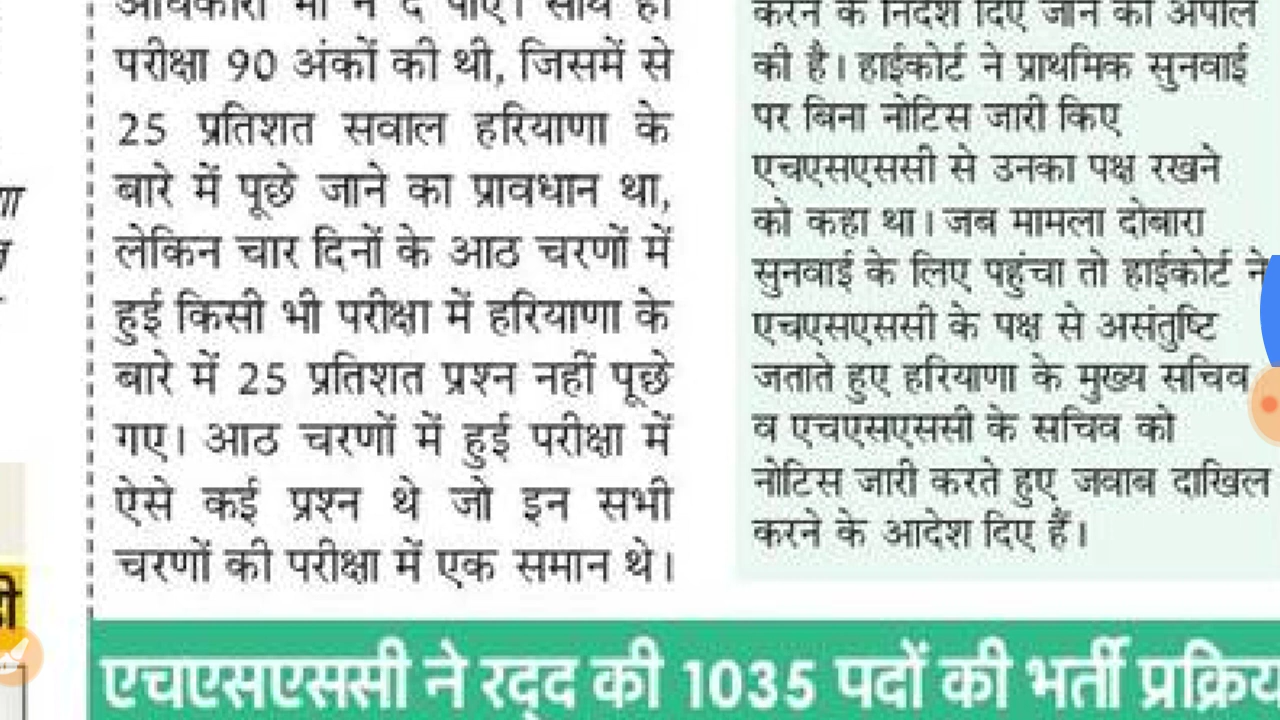 परीक्षा 90 अंकों की थी, जिसमें से
25 प्रतिशत सवाल हरियाणा के
बारे में पूछे जाने का प्रावधान था,
लेकिन चार दिनों के आठ चरणों में
हुई किसी भी परीक्षा में हरियाणा के
बारे में 25 प्रतिशत प्रश्न नहीं पूछे
गए। आठ चरणों में हुई परीक्षा में
ऐसे कई प्रश्न थे जो इन सभी
चरणों की परीक्षा में एक समान थे।
करने के निर्देश दिए जाने की अपील
की है। हाईकोर्ट ने प्राथमिक सुनवाई
पर बिना नोटिस जारी किए
एचएसएससी से उनका पक्ष रखने
को कहा था। जब मामला दोबारा
सुनवाई के लिए पहुंचा तो हाईकोर्ट ने
एचएसएससी के पक्ष से असंतुष्टि
जताते हुए हरियाणा के मुख्य सचिव
व एचएसएससी के सचिव को
नोटिस जारी करते हुए जवाब दाखिल
करने के आदेश दिए हैं।
एचएसएससी ने रद्द की 1035 पदों की भर्ती